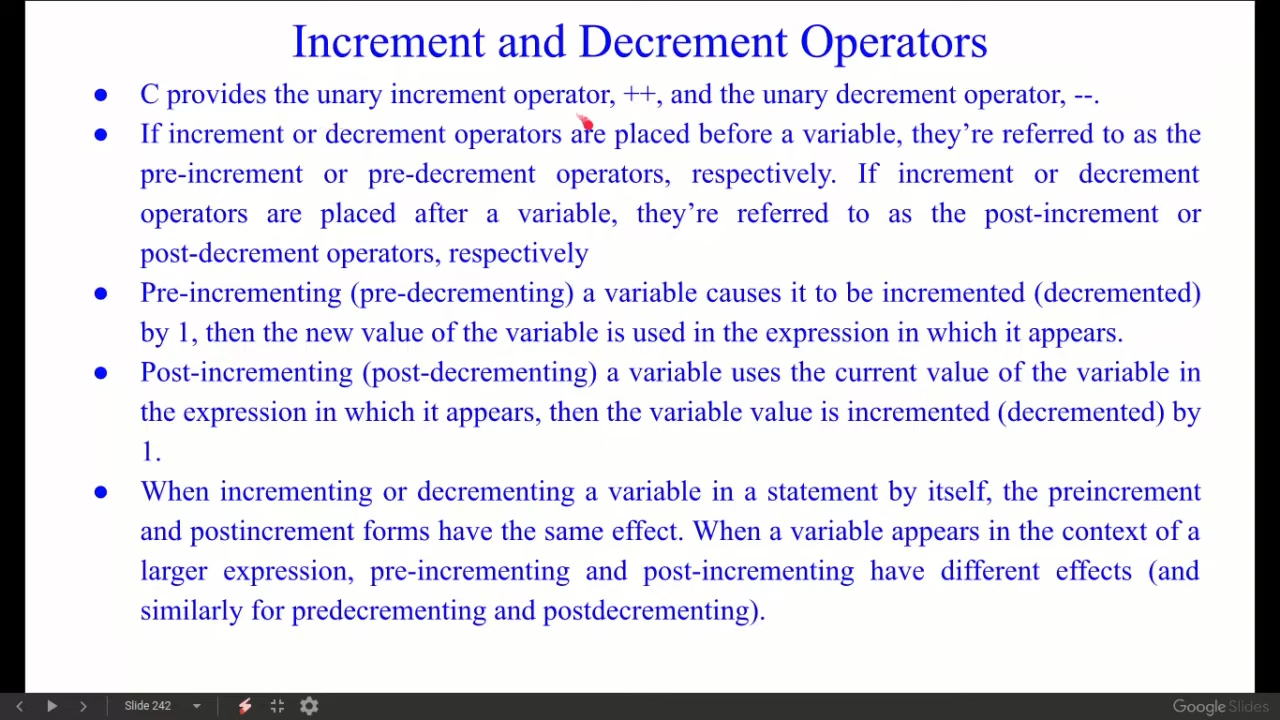 Increment and Decrement Operators
● C provides the unary increment operator, ++, and the unary decrement operator, --.
● If increment or decrement operators are placed before a variable, they’re referred to as the
pre-increment or pre-decrement operators, respectively. If increment or decrement
operators are placed after a variable, they’re referred to as the post-increment or
post-decrement operators, respectively
● Pre-incrementing (pre-decrementing) a variable causes it to be incremented (decremented)
by 1, then the new value of the variable is used in the expression in which it appears.
● Post-incrementing (post-decrementing) a variable uses the current value of the variable in
the expression in which it appears, then the variable value is incremented (decremented) by
1.
● When incrementing or decrementing a variable in a statement by itself, the preincrement
and postincrement forms have the same effect. When a variable appears in the context of a
larger expression, pre-incrementing and post-incrementing have different effects (and
similarly for predecrementing and postdecrementing).
Slide 242
Google Slides